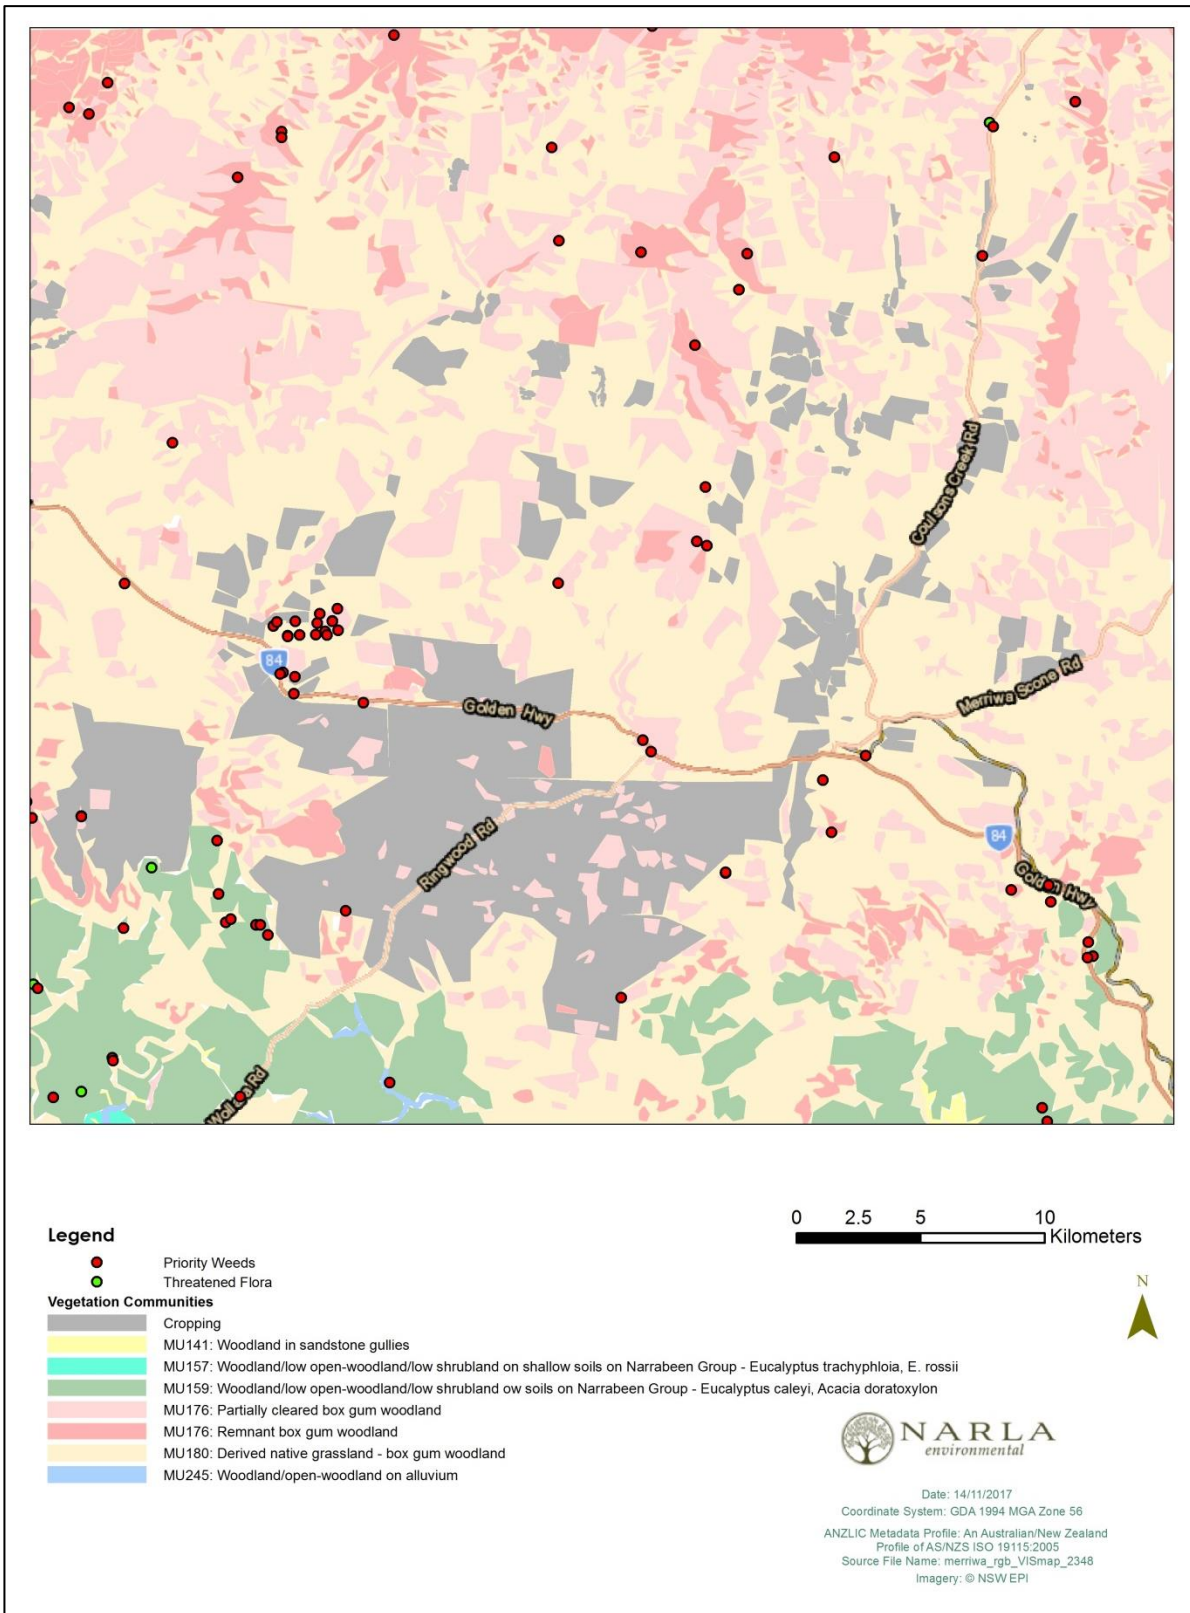 Coulsons Creek Rd
84
Merriwa Scone Rd
Golden Hwy
84
Ringwood Rd
Golden Hwy
Wollara Rd
0 2.5 5 10
Kilometers
Legend
Priority Weeds
Threatened Flora
N
Vegetation Communities
Cropping
MU141: Woodland in sandstone gullies
MU157: Woodland/low open-woodland/low shrubland on shallow soils on Narrabeen Group - Eucalyptus trachyphloia, E. rossii
MU159: Woodland/low open-woodland/low shrubland ow soils on Narrabeen Group - Eucalyptus caleyi, Acacia doratoxylon
MU176: Partially cleared box gum woodland
MU176: Remnant box gum woodland
MU180: Derived native grassland - box gum woodland
MU245: Woodland/open-woodland on alluvium
NARLA
environmental
Date: 14/11/2017
Coordinate System: GDA 1994 MGA Zone 56
ANZLIC Metadata Profile: An Australian/New Zealand
Profile of AS/NZS ISO 19115:2005
Source File Name: merriwa_rgb_VISmap_2348
Imagery: © NSW EPI